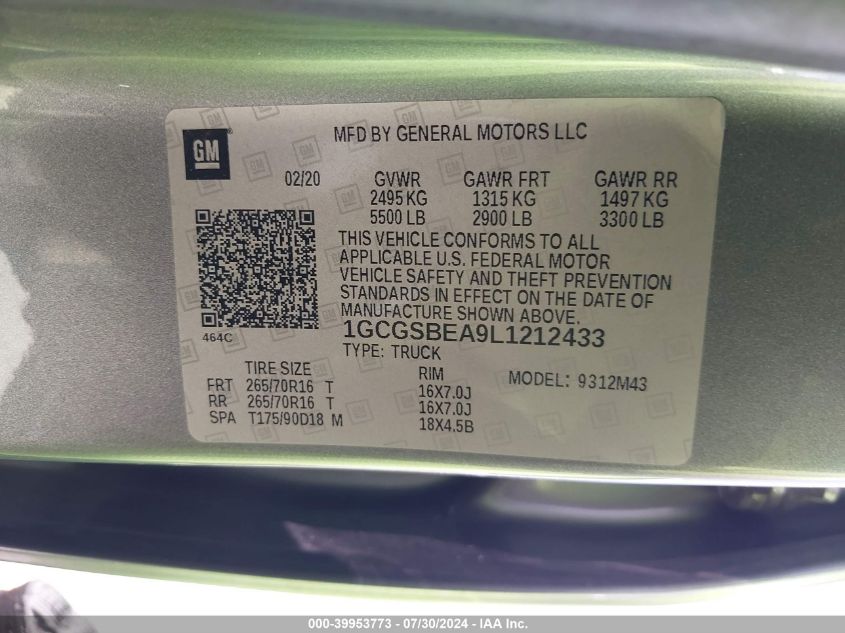 GM
MFD BY GENERAL MOTORS LLC
02/20 GVWR GAWR FRT GAWR RR
2495 KG 1315 KG 1497 KG
5500 LB 2900 LB 3300 LB
THIS VEHICLE CONFORMS TO ALL
APPLICABLE U.S. FEDERAL MOTOR
VEHICLE SAFETY AND THEFT PREVENTION
STANDARDS IN EFFECT ON THE DATE OF
MANUFACTURE SHOWN ABOVE.
464C
1GCGSBEA9L1212433
TYPE: TRUCK
TIRE SIZE RIM MODEL: 9312M43
FRT 265/70R16 T 16X7.0J
RR 265/70R16 T 16X7.0J
SPA T175/90D18 M 18X4.5B
000-39953773 - 07/30/2024 - IAA Inc.